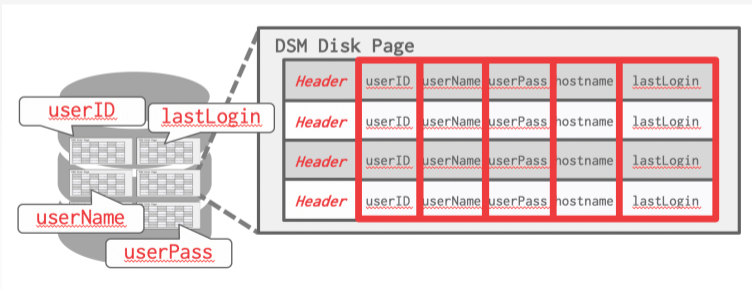 DSM Disk Page
Header userID userName userPass hostname lastLogin
Header userID userName userPass hostname lastLogin
Header userID userName userPass hostname lastLogin
Header userID userName userPass hostname lastLogin
userID
lastLogin
userName
userPass